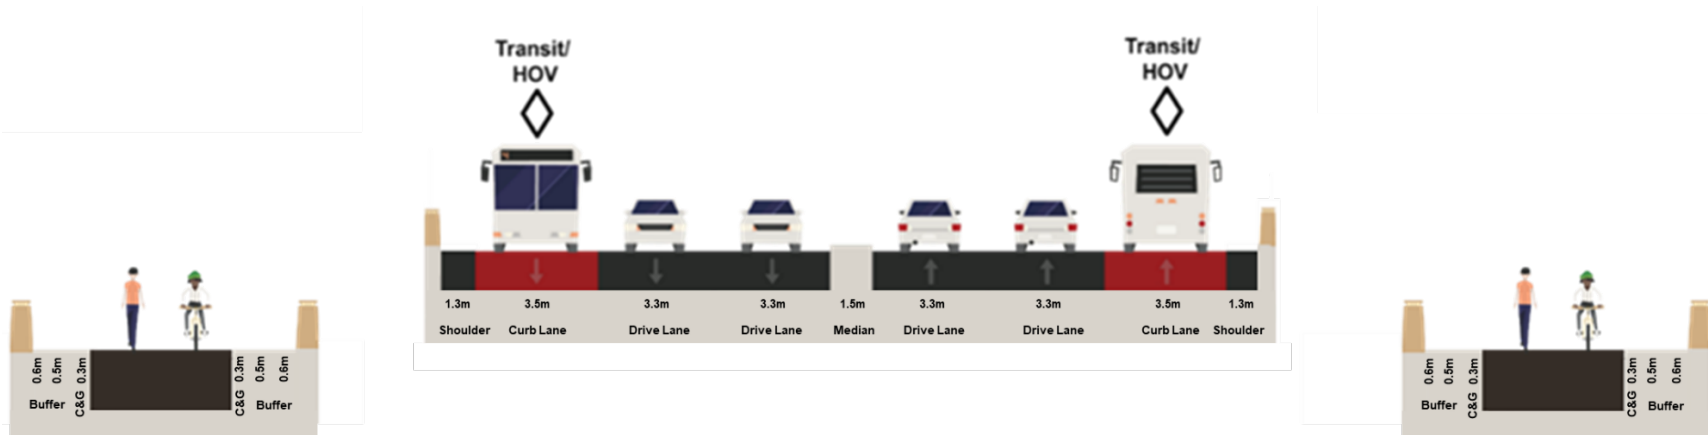 Transit/
HOV
Transit/
HOV
1.3m 3.5m 3.3m 3.3m 1.5m 3.3m 3.3m 3.5m 1.3m
Shoulder Curb Lane Drive Lane Drive Lane Median Drive Lane Drive Lane Curb Lane Shoulder
0.6m
0.5m
C&G 0.3m
Buffer
C&G 0.3m
0.5m
0.6m
Buffer
0.6m
0.5m
C&G 0.3m
Buffer
C&G 0.3m
0.5m
0.6m
Buffer